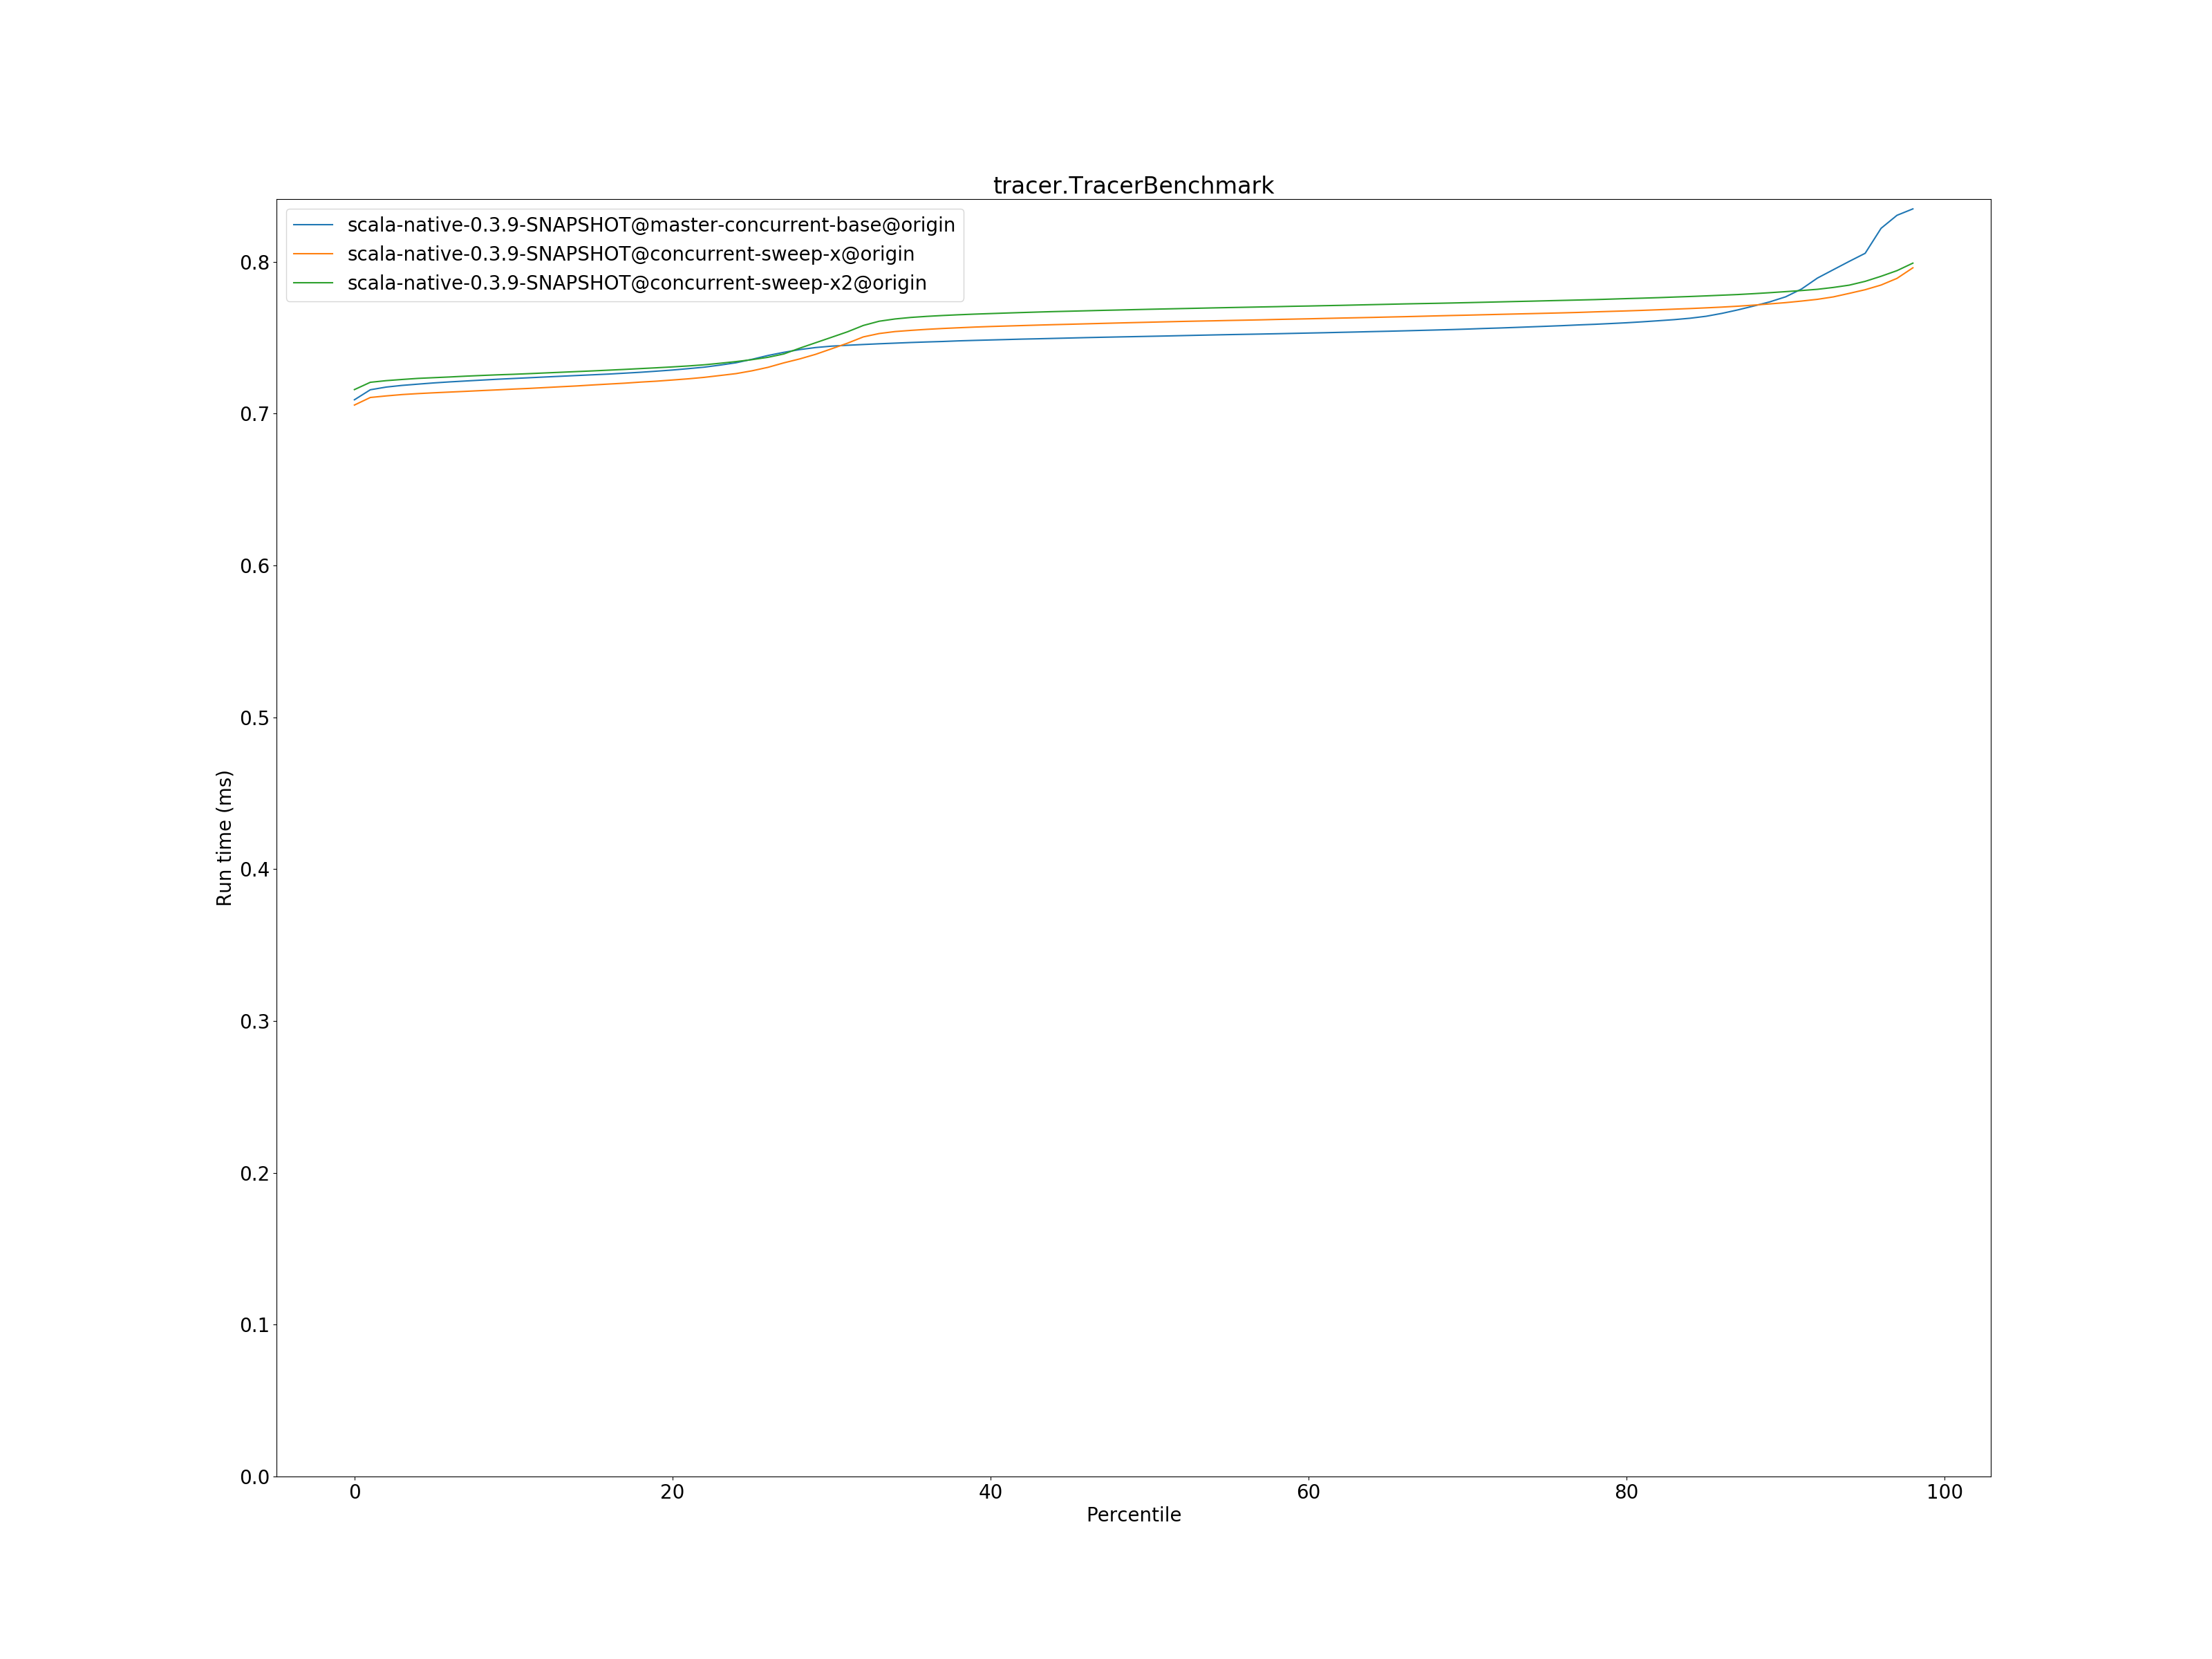 tracer.TracerBenchmark
scala-native-0.3.9-SNAPSHOT@master-concurrent-base@origin
scala-native-0.3.9-SNAPSHOT@concurrent-sweep-x@origin
scala-native-0.3.9-SNAPSHOT@concurrent-sweep-x2@origin
0.8
0.7
0.6
0.5
0.4
0.3
0.2
0.1
0.0
Run time (ms)
0 20 40 60 80 100
Percentile